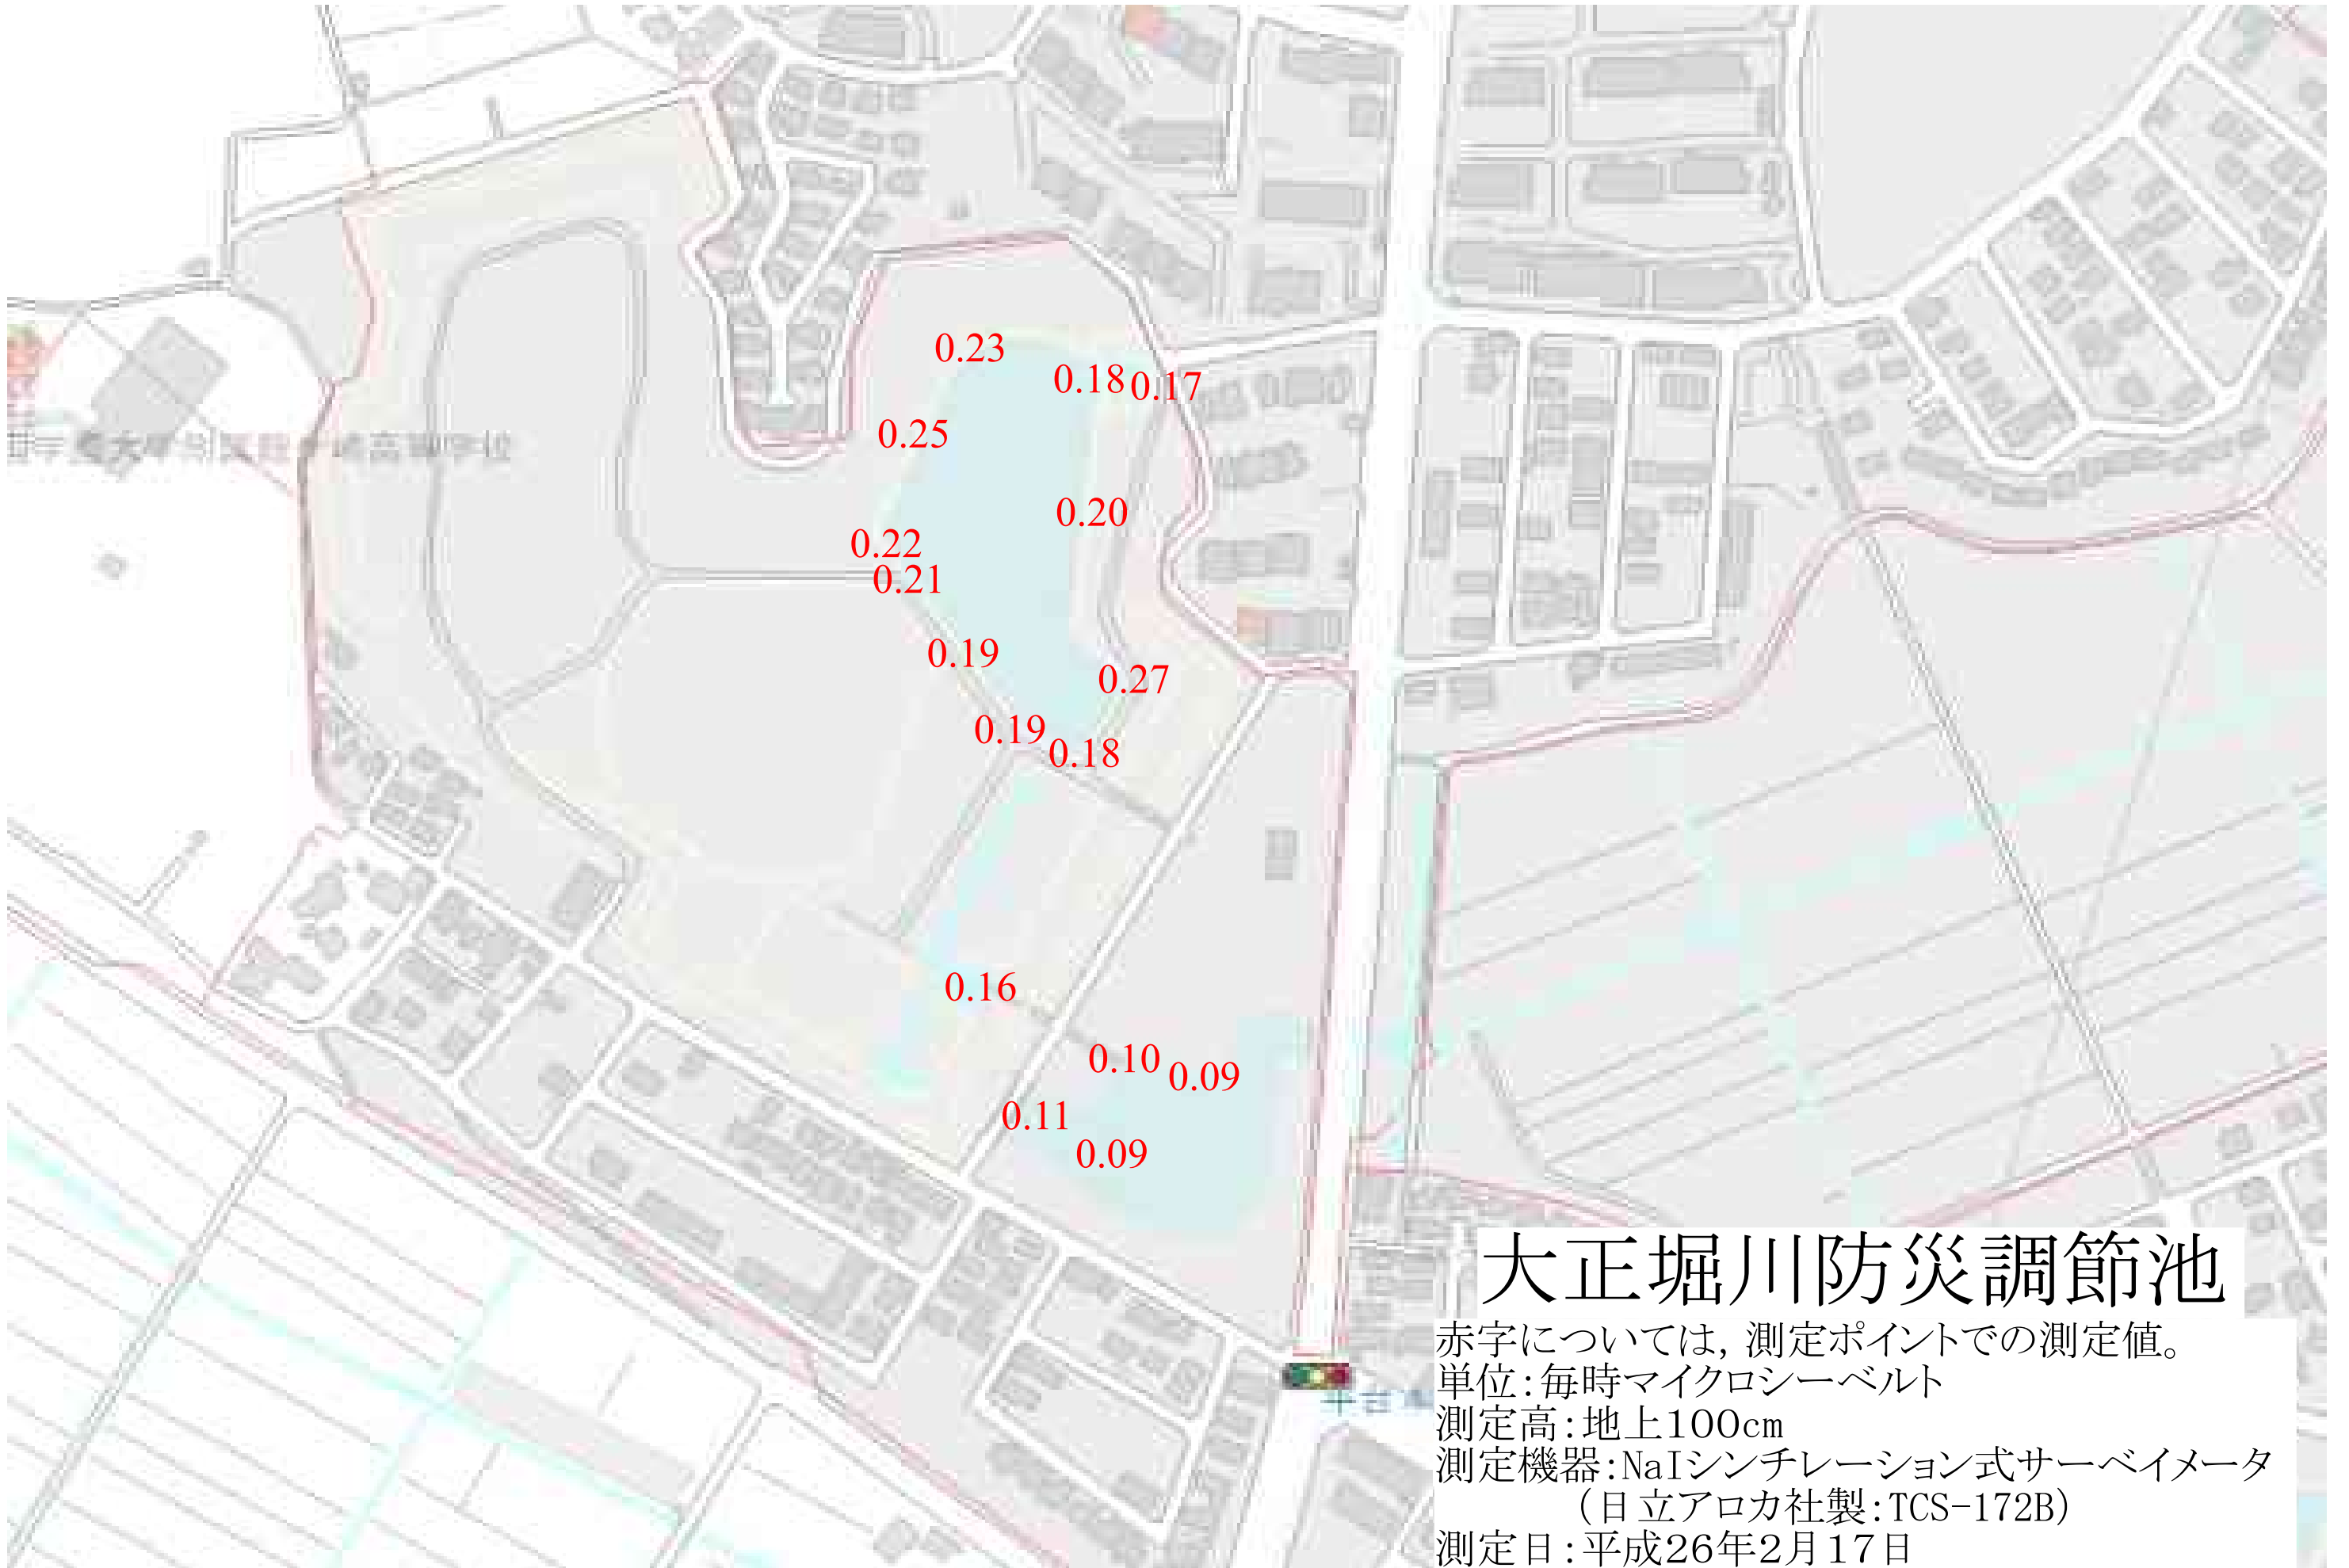 0.23
0.18
0.17
0.25
0.20
0.22
0.21
0.19
0.27
0.19
0.18
0.16
0.10
0.09
0.11
0.09
大正堀川防災調節池
赤字については，測定ポイントでの測定値。
単位：毎時マイクロシーベルト
測定高：地上100cm
測定機器：NaIシンチレーション式サーベイメータ
（日立アロカ社製：TCS-172B）
測定日：平成26年2月17日